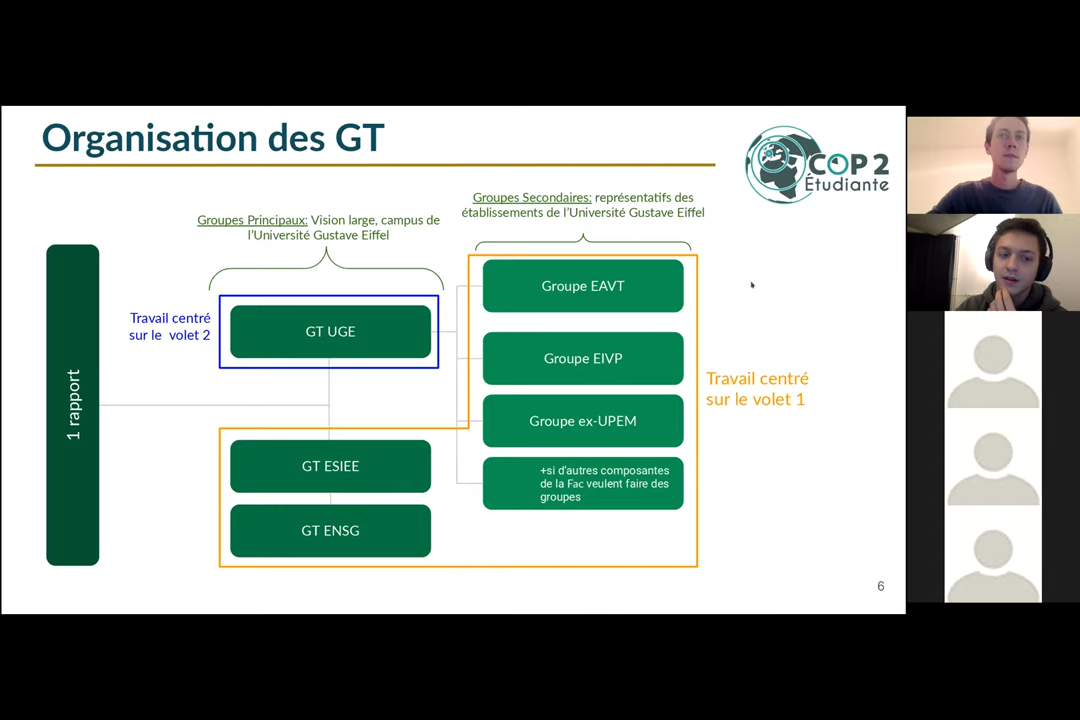 Organisation des GT
COP 2
Étudiante
Groupes Principaux: Vision large, campus de
l'Université Gustave Eiffel
Groupes Secondaires: représentatifs des
établissements de l'Université Gustave Eiffel
1 rapport
Travail centré
sur le  volet 2
GT UGE
GT ESIEE
GT ENSG
Groupe EAVT
Groupe EIVP
Groupe ex-UPEM
+si d'autres composantes
de la Fac veulent faire des
groupes
Travail centré
sur le volet 1
6